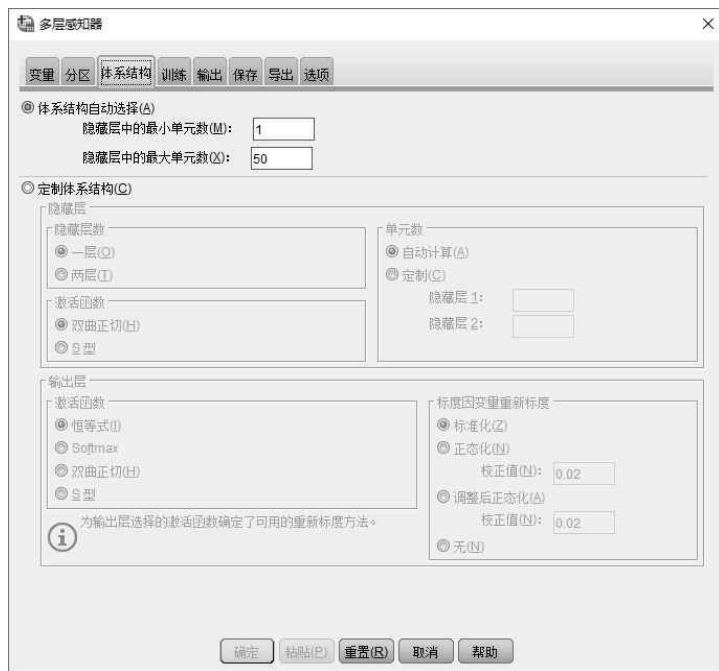 多层感知器
变量 分区 体系结构 训练 输出 保存 导出 选项
体系结构自动选择(A)
隐藏层中的最小单元数(M): 1
隐藏层中的最大单元数(X): 50
定制体系结构(C)
隐藏层
隐藏层数
一层(O)
两层(T)
激活函数
双曲正切(H)
S 型
单元数
自动计算(A)
定制(C)
隐藏层 1:
隐藏层 2:
输出层
激活函数
恒等式(I)
Softmax
双曲正切(H)
S 型
为输出层选择的激活函数确定了可用的重新标度方法。
标度因变量重新标度
标准化(Z)
正态化(N)
校正值(N): 0.02
调整后正态化(A)
校正值(N): 0.02
无(N)
确定 粘贴(P) 重置(R) 取消 帮助